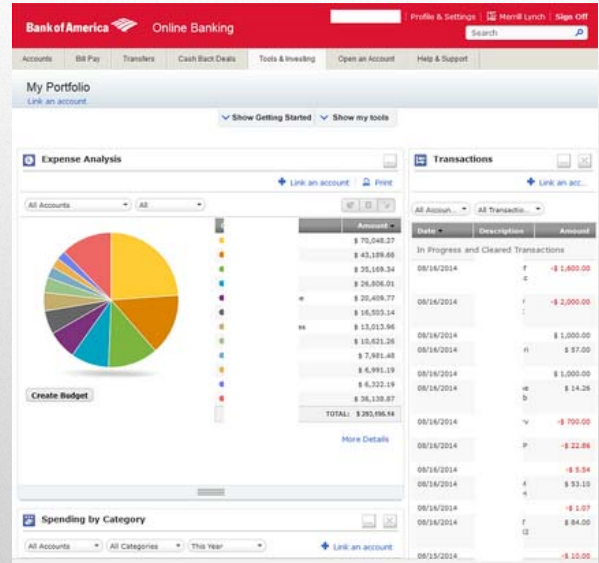 Bank of America
Online Banking
Profile & Settings
Merrill Lynch
Sign Off
Search
Accounts
Bill Pay
Transfers
Cash Back Deals
Tools & Investing
Open an Account
Help & Support
My Portfolio
Link an account
Show Getting Started
Show my tools
Expense Analysis
Link an account
Print
All Accounts
All
Amount
$ 70,048.27
$ 43,189.66
$ 35,169.34
$ 26,806.01
$ 20,409.77
$ 16,503.14
$ 13,013.96
$ 10,621.26
$ 7,981.48
$ 6,991.19
$ 6,322.19
$ 36,138.87
Create Budget
More Details
Transactions
Link an acc...
All Accoun...
All Transactio...
Date
Description
Amount
In Progress and Cleared Transactions
08/16/2014 -$ 1,600.00
08/16/2014 -$ 2,000.00
08/16/2014 $ 1,000.00
08/16/2014 $ 57.00
08/16/2014 $ 1,000.00
08/16/2014 $ 14.26
08/16/2014 -$ 700.00
08/16/2014 -$ 22.86
08/16/2014 -$ 5.54
08/16/2014 $ 53.10
08/16/2014 -$ 1.07
08/16/2014 $ 84.00
08/15/2014 -$ 10.00
Spending by Category
All Accounts
All Categories
This Year
Link an account